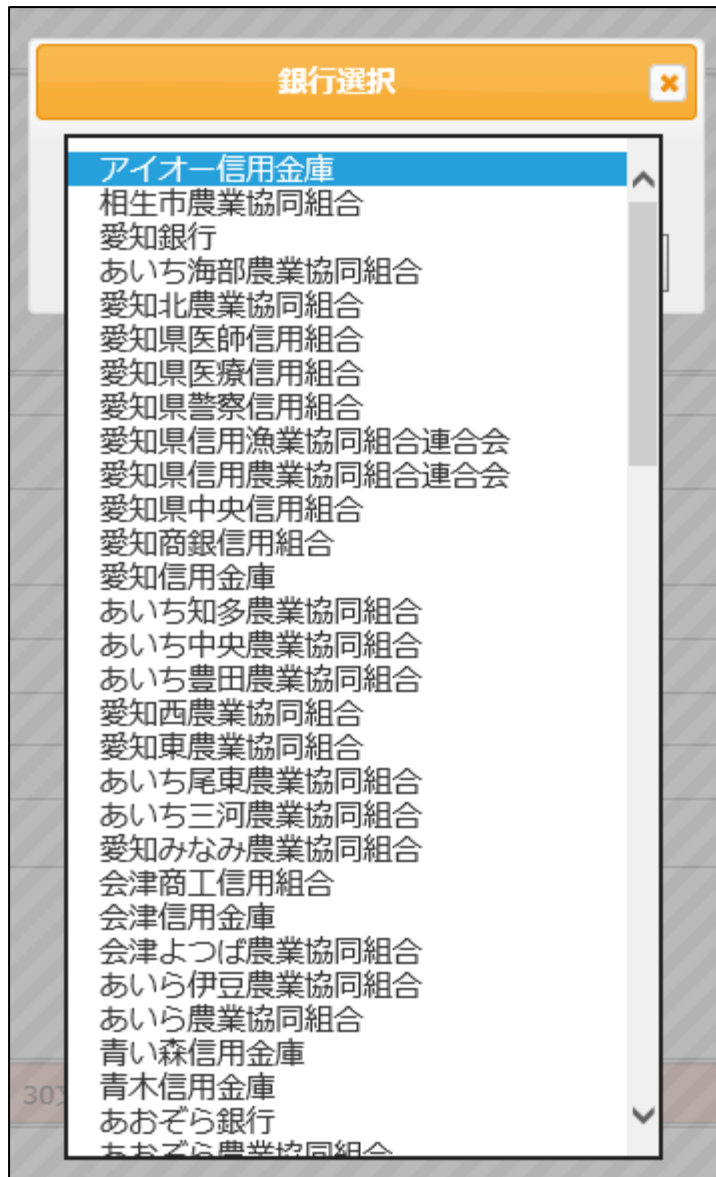 銀行選択
アイオー信用金庫
相生市農業協同組合
愛知銀行
あいち海部農業協同組合
愛知北農業協同組合
愛知県医師信用組合
愛知県医療信用組合
愛知県警察信用組合
愛知県信用漁業協同組合連合会
愛知県信用農業協同組合連合会
愛知県中央信用組合
愛知商銀信用組合
愛知信用金庫
あいち知多農業協同組合
あいち中央農業協同組合
あいち豊田農業協同組合
愛知西農業協同組合
愛知東農業協同組合
あいち尾東農業協同組合
あいち三河農業協同組合
愛知みなみ農業協同組合
会津商工信用組合
会津信用金庫
会津よつば農業協同組合
あいら伊豆農業協同組合
あいら農業協同組合
青い森信用金庫
青木信用金庫
30
あおぞら銀行
あおぞら農業協同組合